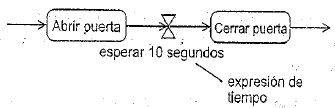 Abrir puerta
Cerrar puerta
esperar 10 segundos
expresión de
tiempo